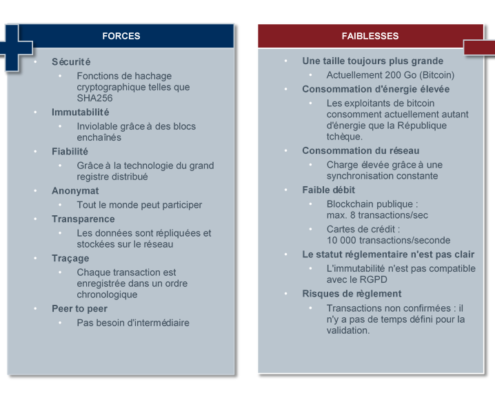 FORCES
Sécurité
Fonctions de hachage
cryptographique telles que
SHA256
Immutabilité
Inviolable grâce à des blocs
enchaînés
Fiabilité
Grâce à la technologie du grand
registre distribué
Anonymat
Tout le monde peut participer
Transparence
Les données sont répliquées et
stockées sur le réseau
Traçage
Chaque transaction est
enregistrée dans un ordre
chronologique
Peer to peer
Pas besoin d'intermédiaire
FAIBLESSES
Une taille toujours plus grande
Actuellement 200 Go (Bitcoin)
Consommation d'énergie élevée
Les exploitants de bitcoin
consomment actuellement autant
d'énergie que la République
tchèque.
Consommation du réseau
Charge élevée grâce à une
synchronisation constante
Faible débit
Blockchain publique :
max. 8 transactions/sec
Cartes de crédit :
10 000 transactions/seconde
Le statut réglementaire n'est pas clair
L'immutabilité n'est pas compatible
avec le RGPD
Risques de règlement
Transactions non confirmées : il
n'y a pas de temps défini pour la
validation.